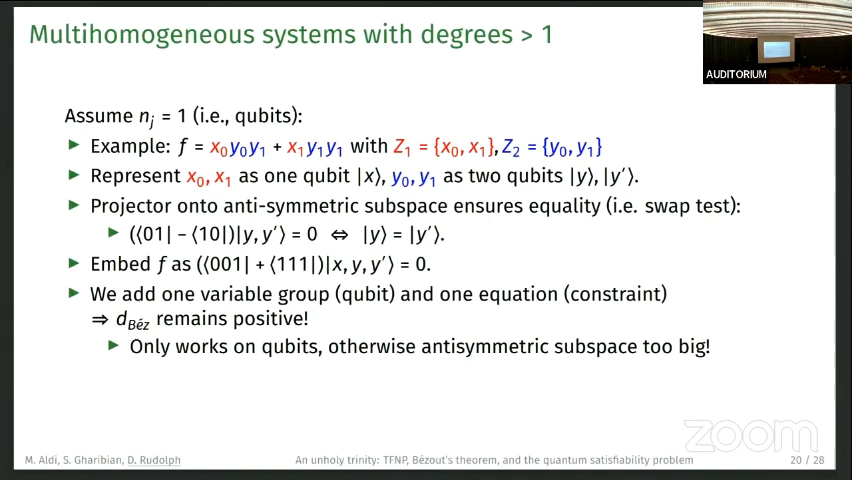 Multihomogeneous systems with degrees > 1
AUDITORIUM
Assume nⱼ = 1 (i.e., qubits):
▶ Example: f = x₀y₀y₁ + x₁y₁y₁ with Z₁ = {x₀, x₁}, Z₂ = {y₀, y₁}
▶ Represent x₀, x₁ as one qubit |x⟩, y₀, y₁ as two qubits |y⟩, |y′⟩.
▶ Projector onto anti-symmetric subspace ensures equality (i.e. swap test):
▶ (⟨01| − ⟨10|)|y, y′⟩ = 0 ⇔ |y⟩ = |y′⟩.
▶ Embed f as (⟨001| + ⟨111|)|x, y, y′⟩ = 0.
▶ We add one variable group (qubit) and one equation (constraint)
⇒ d_Béz remains positive!
▶ Only works on qubits, otherwise antisymmetric subspace too big!
zoom
M. Aldi, S. Gharibian, D. Rudolph
An unholy trinity: TFNP, Bézout's theorem, and the quantum satisfiability problem
20 / 28